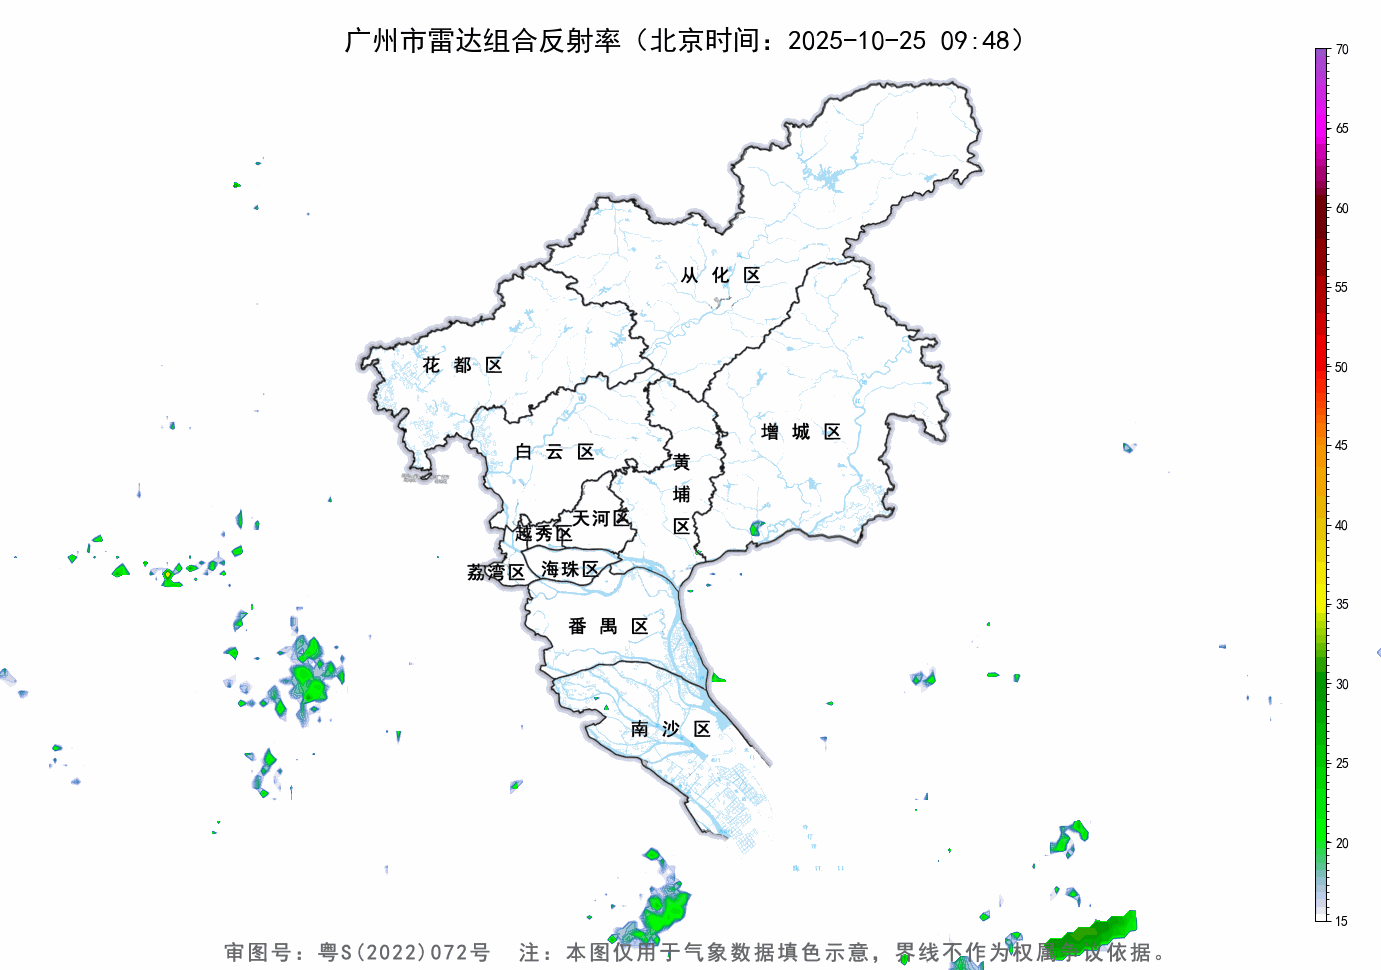 广州市雷达组合反射率（北京时间：2025-10-25 09:48）
70
65
60
55
50
45
40
35
30
25
20
15
从化区
花都区
增城区
白云区
黄埔区
天河区
越秀区
海珠区
荔湾区
番禺区
南沙区
审图号：粤S(2022)072号 注：本图仅用于气象数据填色示意，界线不作为权属争议依据。